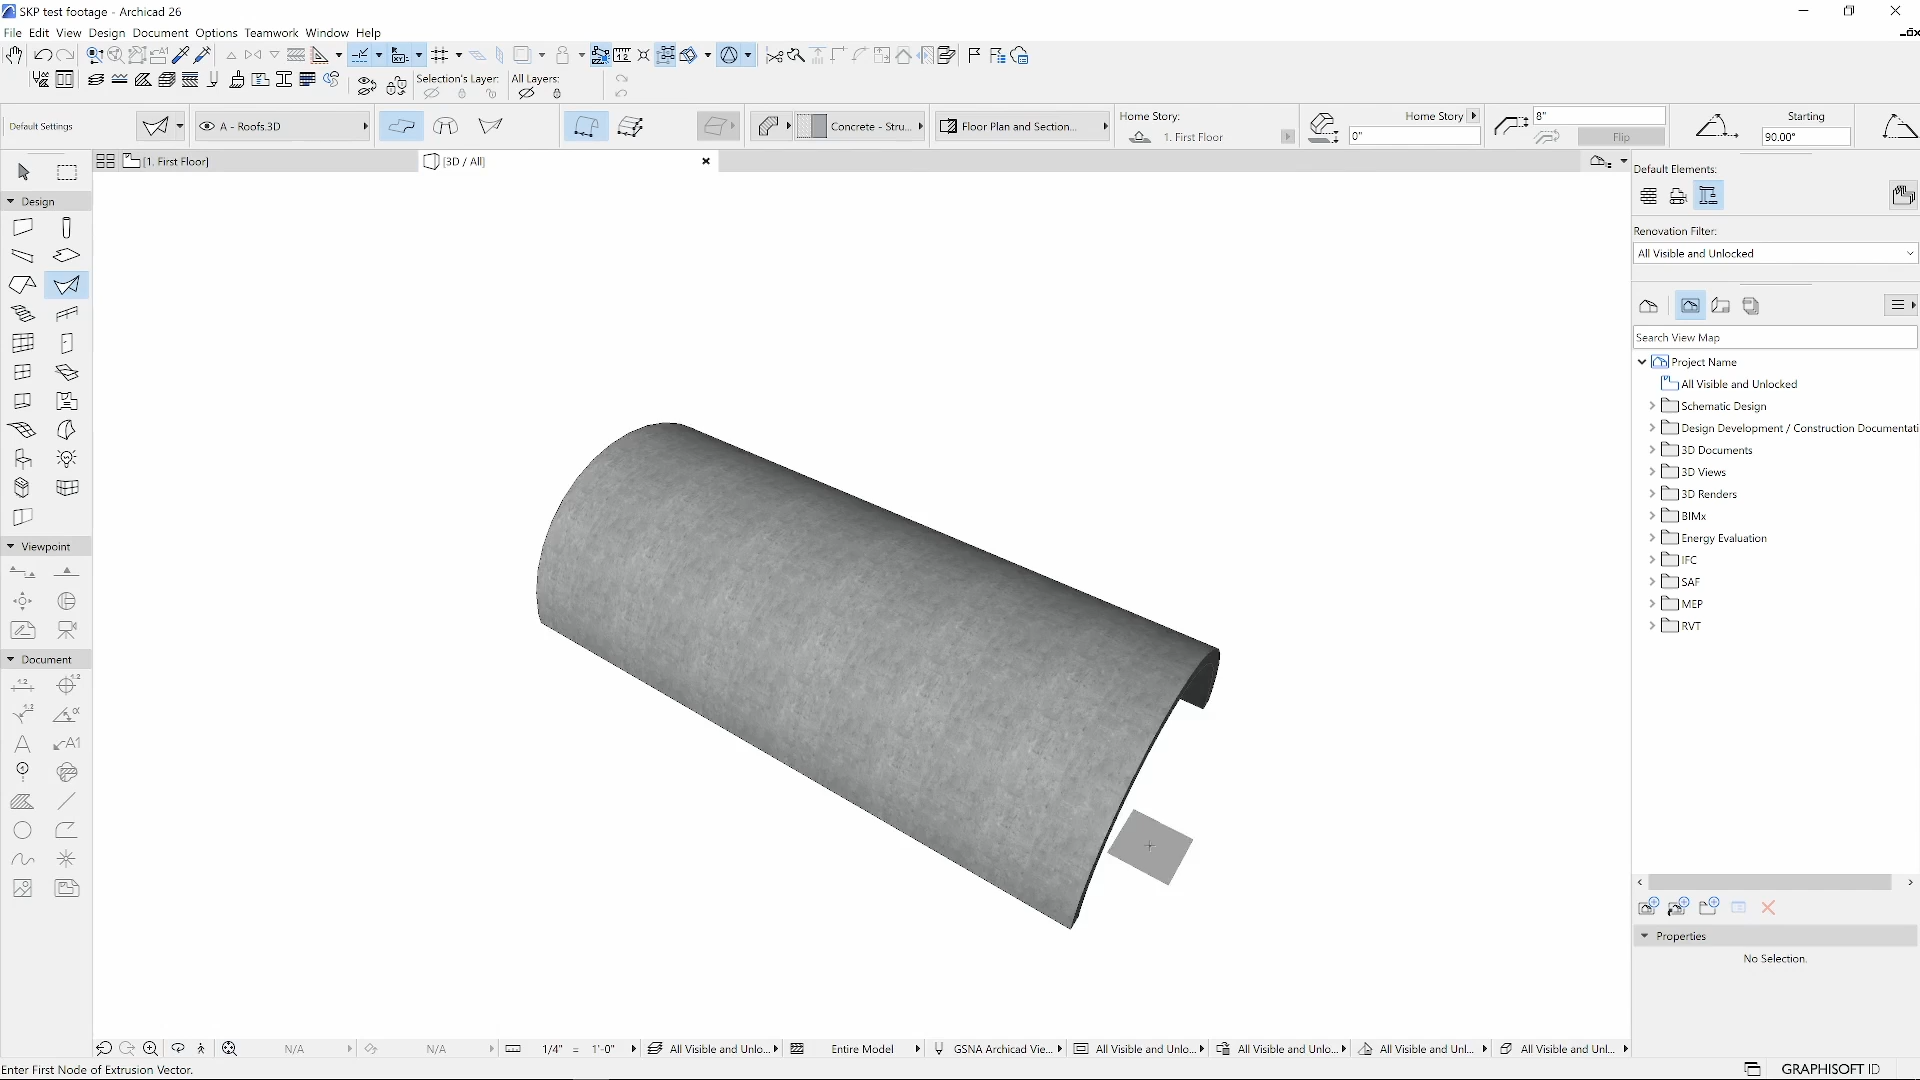 SKP test footage - Archicad 26
File Edit View Design Document Options Teamwork Window Help
Selection's Layer: All Layers:
Default Settings
A - Roofs.3D
Concrete - Stru...
Floor Plan and Section...
Home Story:
1. First Floor
Home Story
0"
8"
Flip
Starting
90.00°
[1. First Floor]
[3D / All]
Design
Viewpoint
Document
Default Elements:
Renovation Filter:
All Visible and Unlocked
Search View Map
Project Name
All Visible and Unlocked
Schematic Design
Design Development / Construction Documentati
3D Documents
3D Views
3D Renders
BIMx
Energy Evaluation
IFC
SAF
MEP
RVT
Properties
No Selection.
N/A N/A 1/4" = 1'-0" All Visible and Unlo... Entire Model GSNA Archicad Vie... All Visible and Unlo... All Visible and Unlo... All Visible and Unl... All Visible and Unl...
Enter First Node of Extrusion Vector.
GRAPHISOFT ID